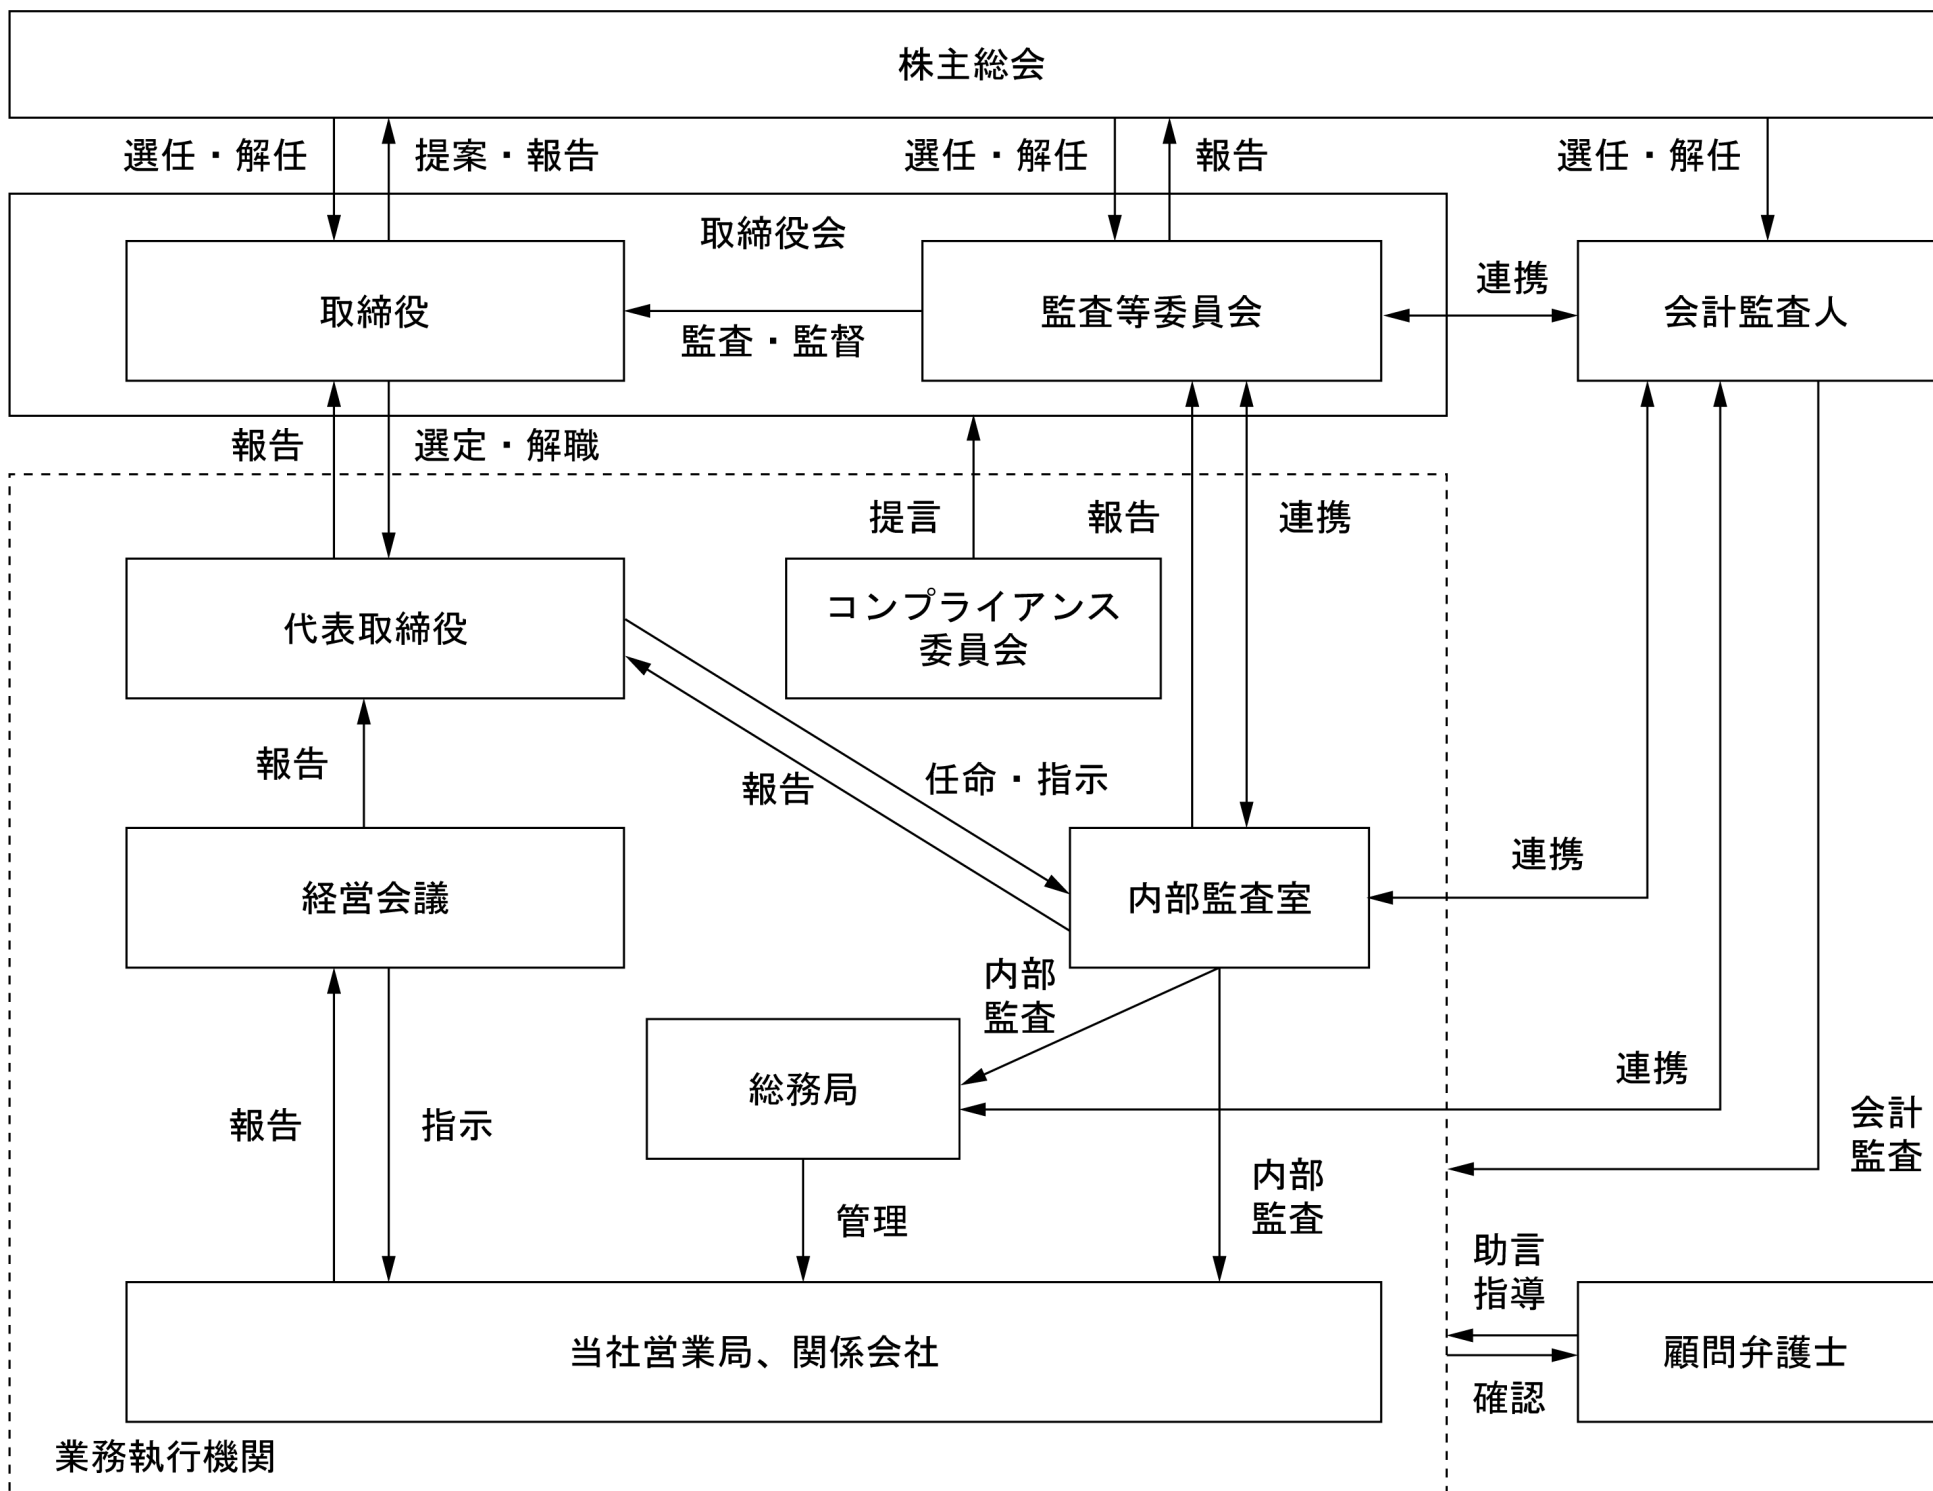 株主総会
選任・解任
提案・報告
選任・解任
報告
選任・解任
取締役会
取締役
監査・監督
監査等委員会
連携
会計監査人
報告
選定・解職
提言
報告
連携
代表取締役
コンプライアンス
委員会
報告
報告
任命・指示
連携
経営会議
内部監査室
内部
監査
総務局
連携
報告
指示
会計
監査
内部
監査
管理
助言
指導
当社営業局、関係会社
顧問弁護士
確認
業務執行機関